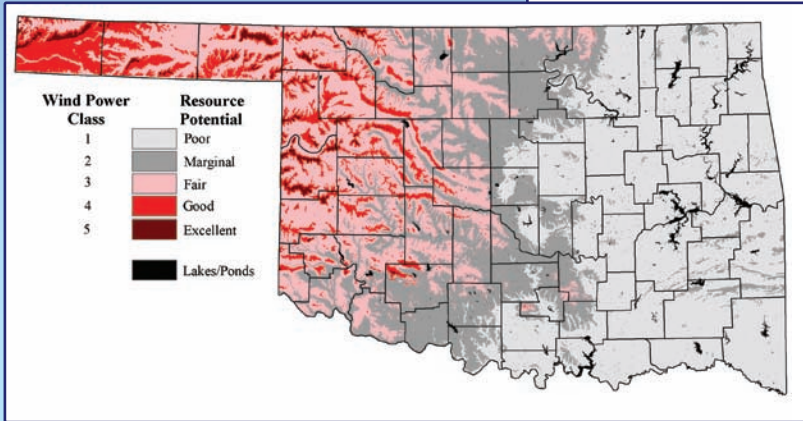 Wind Power Class Resource Potential
1 Poor
2 Marginal
3 Fair
4 Good
5 Excellent
Lakes/Ponds